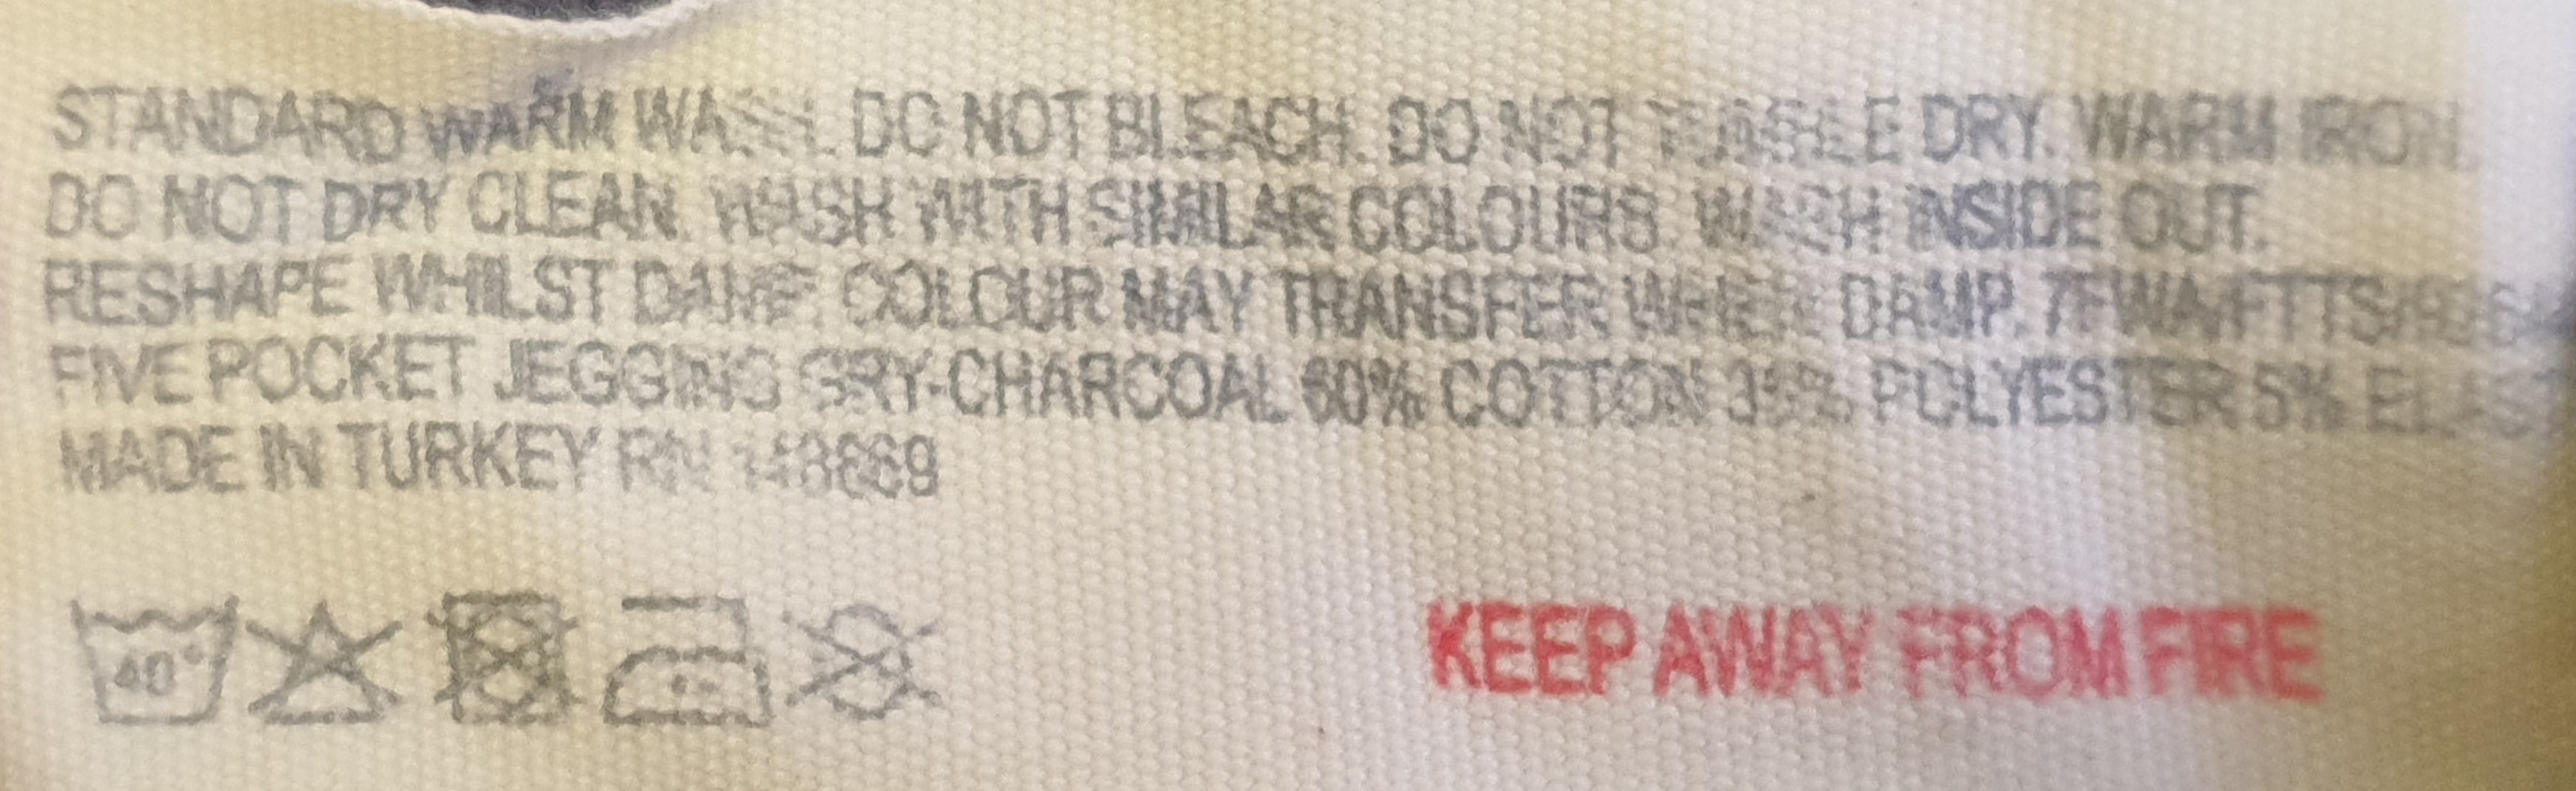 STANDARD WARM WASH. DO NOT BLEACH. DO NOT TUMBLE DRY. WARM IRON.
DO NOT DRY CLEAN. WASH WITH SIMILAR COLOURS. WASH INSIDE OUT.
RESHAPE WHILST DAMP. COLOUR MAY TRANSFER WHEN DAMP.
FIVE POCKET JEGGING GRY-CHARCOAL 60% COTTON 35% POLYESTER 5%
MADE IN TURKEY RN
40°
KEEP AWAY FROM FIRE